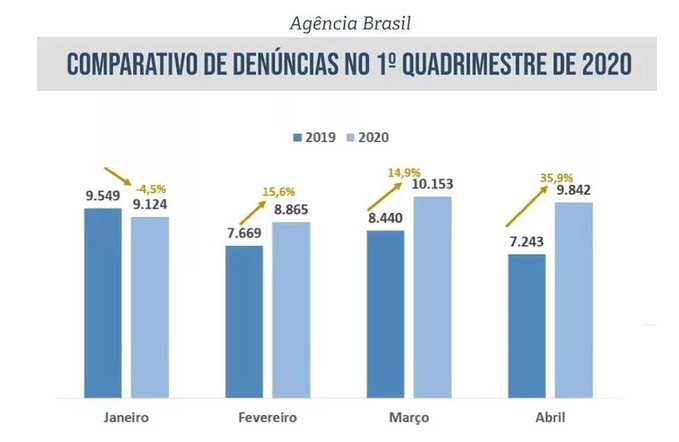 Agência Brasil
COMPARATIVO DE DENÚNCIAS NO 1º QUADRIMESTRE DE 2020
2019 2020
-4,5% 15,6% 14,9% 35,9%
9.549 9.124 7.669 8.865 8.440 10.153 7.243 9.842
Janeiro Fevereiro Março Abril